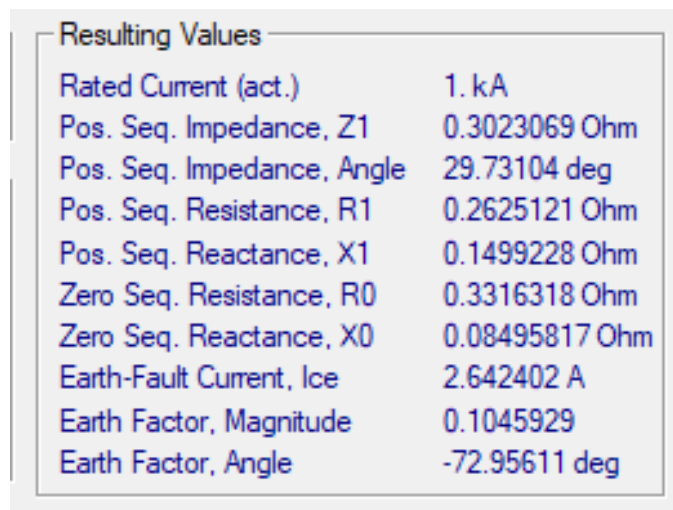 Resulting Values
Rated Current (act.) 1. kA
Pos. Seq. Impedance, Z1 0.3023069 Ohm
Pos. Seq. Impedance, Angle 29.73104 deg
Pos. Seq. Resistance, R1 0.2625121 Ohm
Pos. Seq. Reactance, X1 0.1499228 Ohm
Zero Seq. Resistance, R0 0.3316318 Ohm
Zero Seq. Reactance, X0 0.08495817 Ohm
Earth-Fault Current, Ice 2.642402 A
Earth Factor, Magnitude 0.1045929
Earth Factor, Angle -72.95611 deg